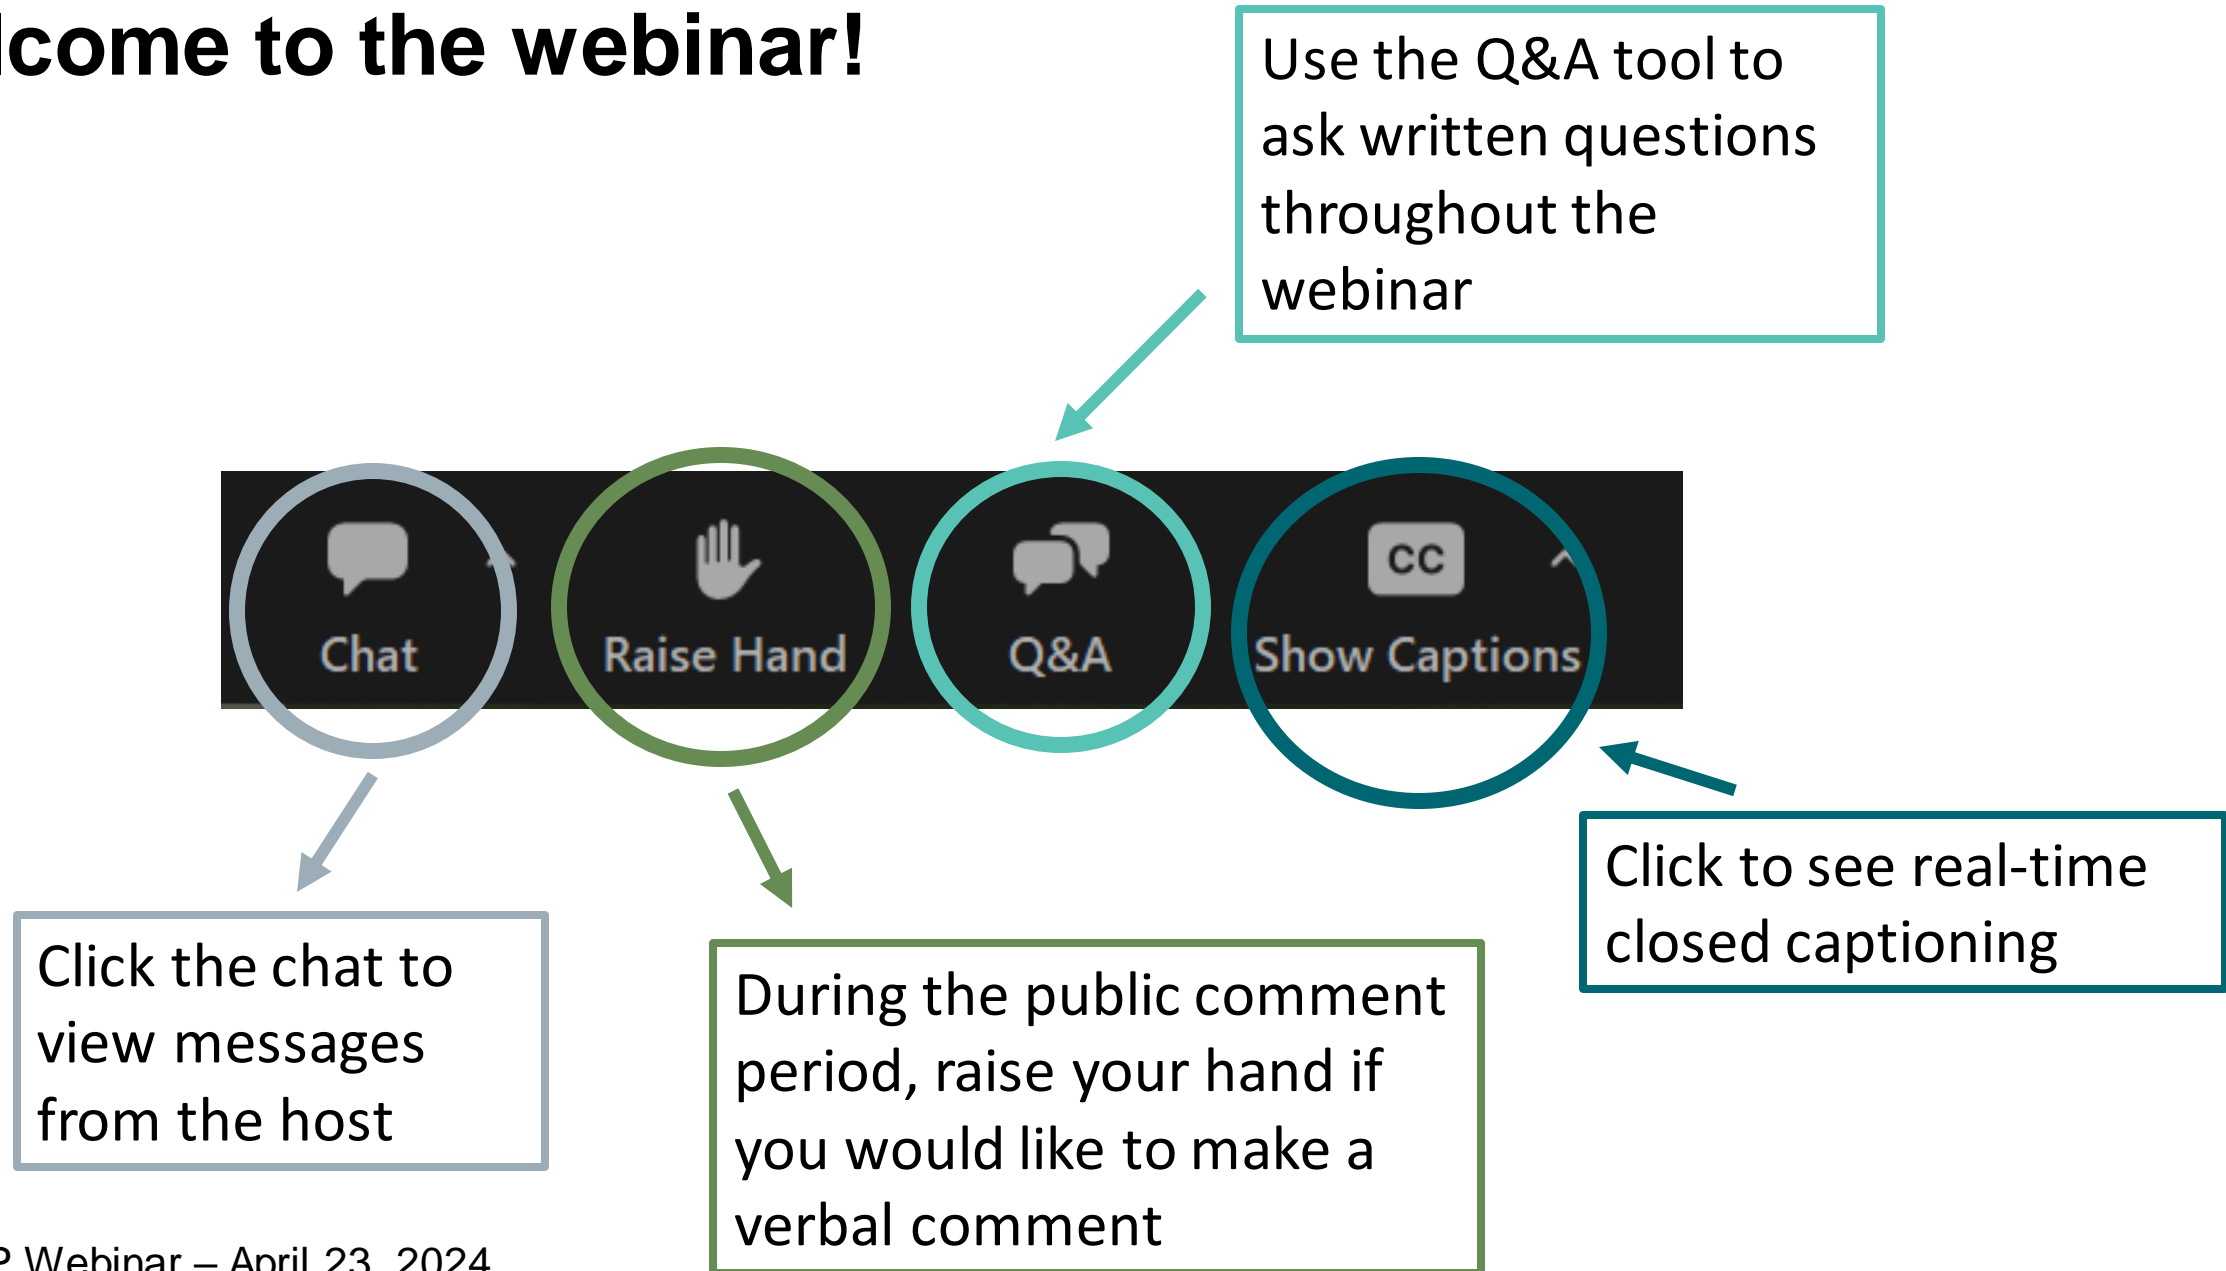 lcome to the webinar!
Use the Q&A tool to
ask written questions
throughout the
webinar
CC
Chat
Raise Hand
Q&A
Show Captions
Click to see real-time
closed captioning
Click the chat to
view messages
from the host
During the public comment
period, raise your hand if
you would like to make a
verbal comment
P Webinar – April 23, 2024